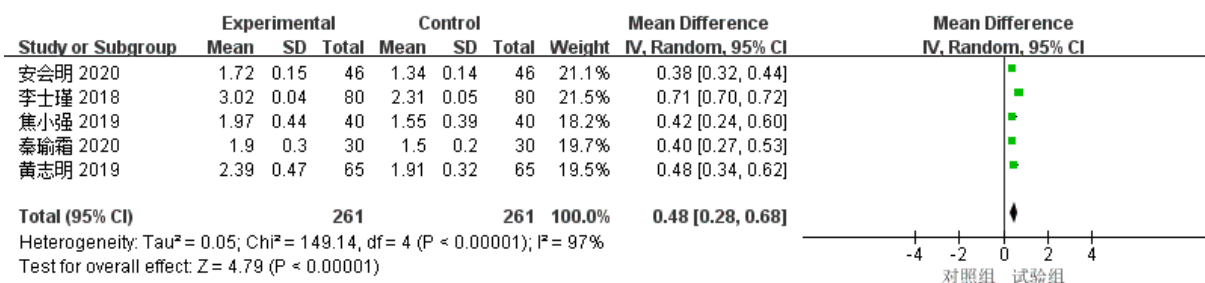 Experimental Control Mean Difference Mean Difference
Study or Subgroup Mean SD Total Mean SD Total Weight IV, Random, 95% CI IV, Random, 95% CI
安会明 2020 1.72 0.15 46 1.34 0.14 46 21.1% 0.38 [0.32, 0.44]
李士瑾 2018 3.02 0.04 80 2.31 0.05 80 21.5% 0.71 [0.70, 0.72]
焦小强 2019 1.97 0.44 40 1.55 0.39 40 18.2% 0.42 [0.24, 0.60]
秦瑜霜 2020 1.9 0.3 30 1.5 0.2 30 19.7% 0.40 [0.27, 0.53]
黄志明 2019 2.39 0.47 65 1.91 0.32 65 19.5% 0.48 [0.34, 0.62]
Total (95% CI) 261 261 100.0% 0.48 [0.28, 0.68]
Heterogeneity: Tau² = 0.05; Chi² = 149.14, df = 4 (P < 0.00001); I² = 97%
Test for overall effect: Z = 4.79 (P < 0.00001)
-4 -2 0 2 4
对照组 试验组